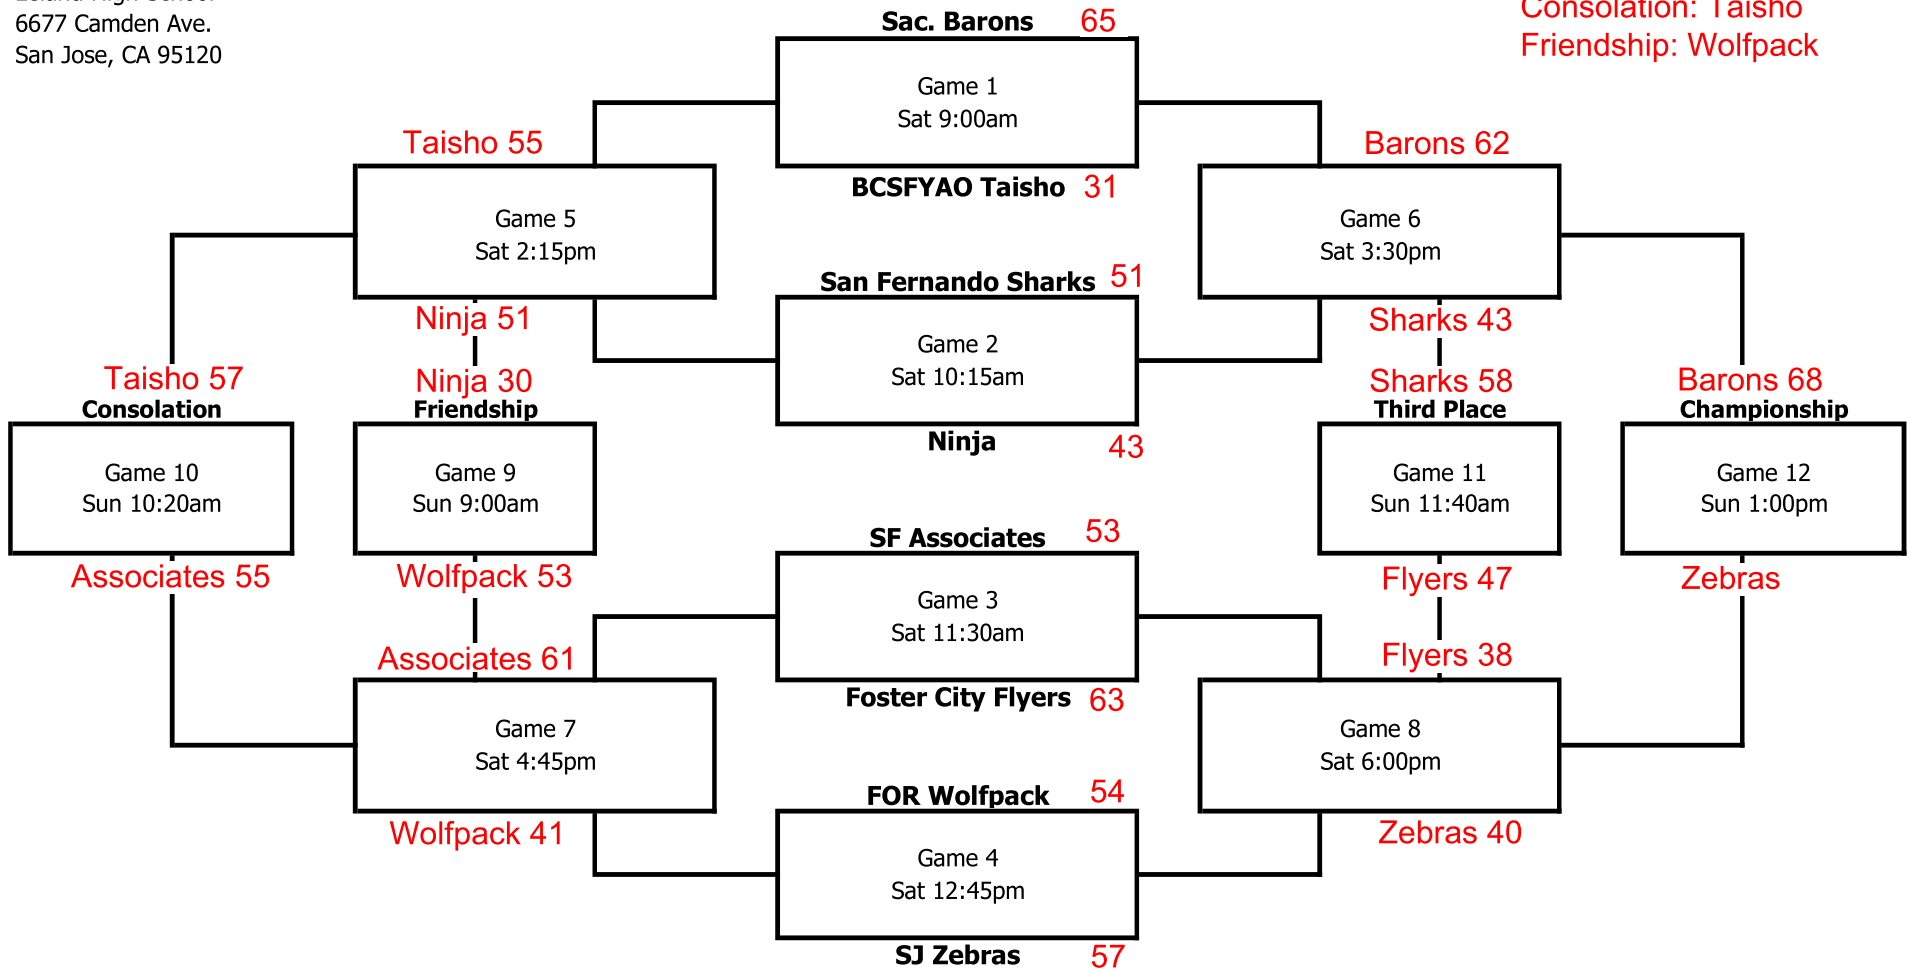 6677 Camden Ave.
San Jose, CA 95120
Consolation: Taisho
Friendship: Wolfpack
Sac. Barons 65
Game 1
Sat 9:00am
BCSFYAO Taisho 31
Taisho 55
Game 5
Sat 2:15pm
Ninja 51
Barons 62
Game 6
Sat 3:30pm
Sharks 43
San Fernando Sharks 51
Game 2
Sat 10:15am
Ninja 43
Taisho 57
Consolation
Game 10
Sun 10:20am
Associates 55
Ninja 30
Friendship
Game 9
Sun 9:00am
Wolfpack 53
Sharks 58
Third Place
Game 11
Sun 11:40am
Flyers 47
Barons 68
Championship
Game 12
Sun 1:00pm
Zebras
SF Associates 53
Game 3
Sat 11:30am
Foster City Flyers 63
Associates 61
Game 7
Sat 4:45pm
Wolfpack 41
Flyers 38
Game 8
Sat 6:00pm
Zebras 40
FOR Wolfpack 54
Game 4
Sat 12:45pm
SJ Zebras 57